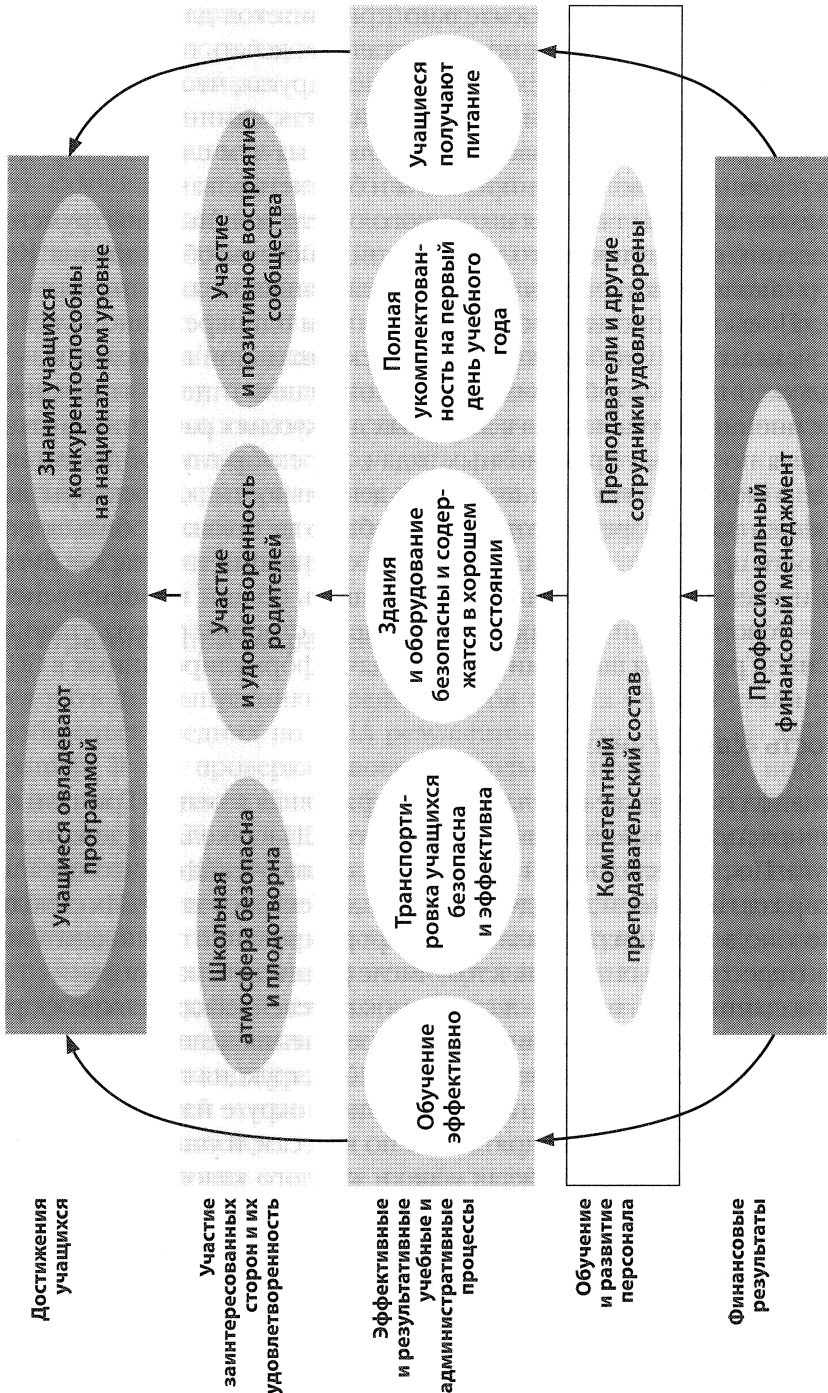 Достижения
учащихся
Учащиеся овладевают
программой
Знания учащихся
конкурентоспособны
на национальном уровне
Участие
заинтересованных
сторон и их
удовлетворенность
Школьная
атмосфера безопасна
и плодотворна
Участие
и удовлетворенность
родителей
Участие
и позитивное восприятие
сообщества
Эффективные
и результативные
учебные и
административные
процессы
Обучение
эффективно
Транспорти-
ровка учащихся
безопасна
и эффективна
Здания
и оборудование
безопасны и содер-
жатся в хорошем
состоянии
Полная
укомплектован-
ность на первый
день учебного
года
Учащиеся
получают
питание
Обучение
и развитие
персонала
Компетентный
преподавательский состав
Преподаватели и другие
сотрудники удовлетворены
Финансовые
результаты
Профессиональный
финансовый менеджмент